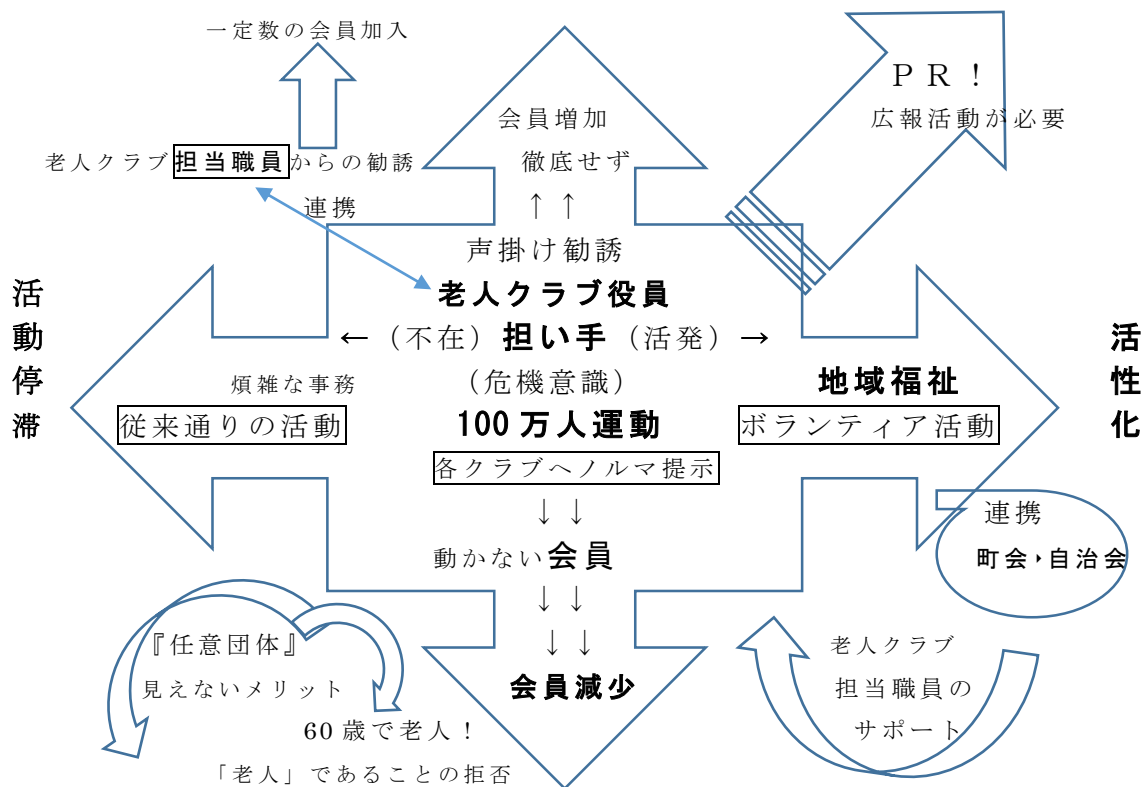 一定数の会員加入
PR！
広報活動が必要
会員増加
徹底せず
老人クラブ担当職員からの勧誘
↑ ↑
連携
声掛け勧誘
老人クラブ役員
← （不在） 担い手 （活発） →
（危機意識）
活動停滞
煩雑な事務
従来通りの活動
100万人運動
各クラブへノルマ提示
地域福祉
ボランティア活動
活性化
↓ ↓
動かない会員
↓ ↓
↓ ↓
会員減少
連携
町会・自治会
『任意団体』
見えないメリット
60歳で老人！
「老人」であることの拒否
老人クラブ
担当職員の
サポート